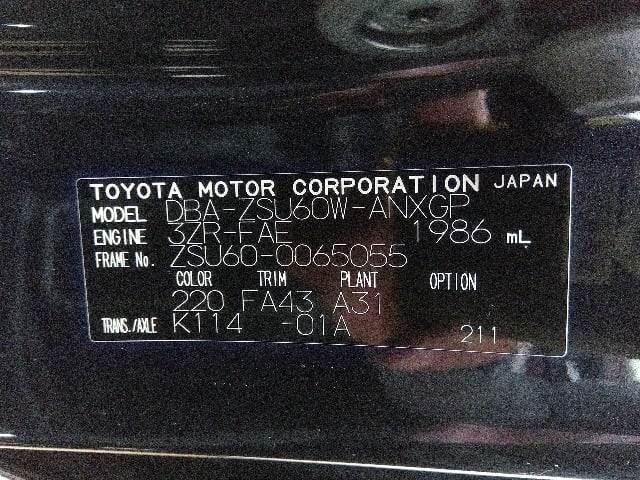 TOYOTA MOTOR CORPORATION JAPAN
MODEL DBA-ZSU60W-ANXGP
ENGINE 3ZR-FAE 1986 mL
FRAME No. ZSU60-0065055
COLOR TRIM PLANT OPTION
220 FA43 A31
TRANS./AXLE K114 -01A 211